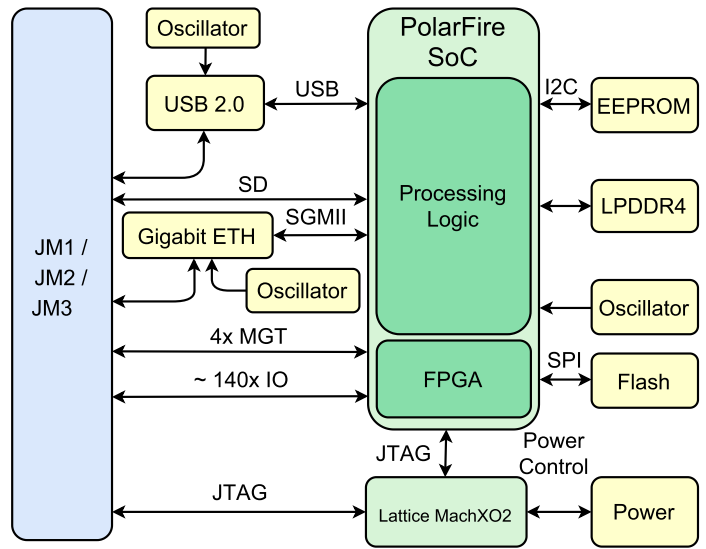 Oscillator
PolarFire
SoC
USB 2.0
USB
I2C
EEPROM
SD
Processing
Logic
LPDDR4
SGMII
Gigabit ETH
JM1 /
JM2 /
JM3
Oscillator
Oscillator
4x MGT
~ 140x IO
FPGA
SPI
Flash
JTAG
Power
Control
JTAG
Lattice MachXO2
Power